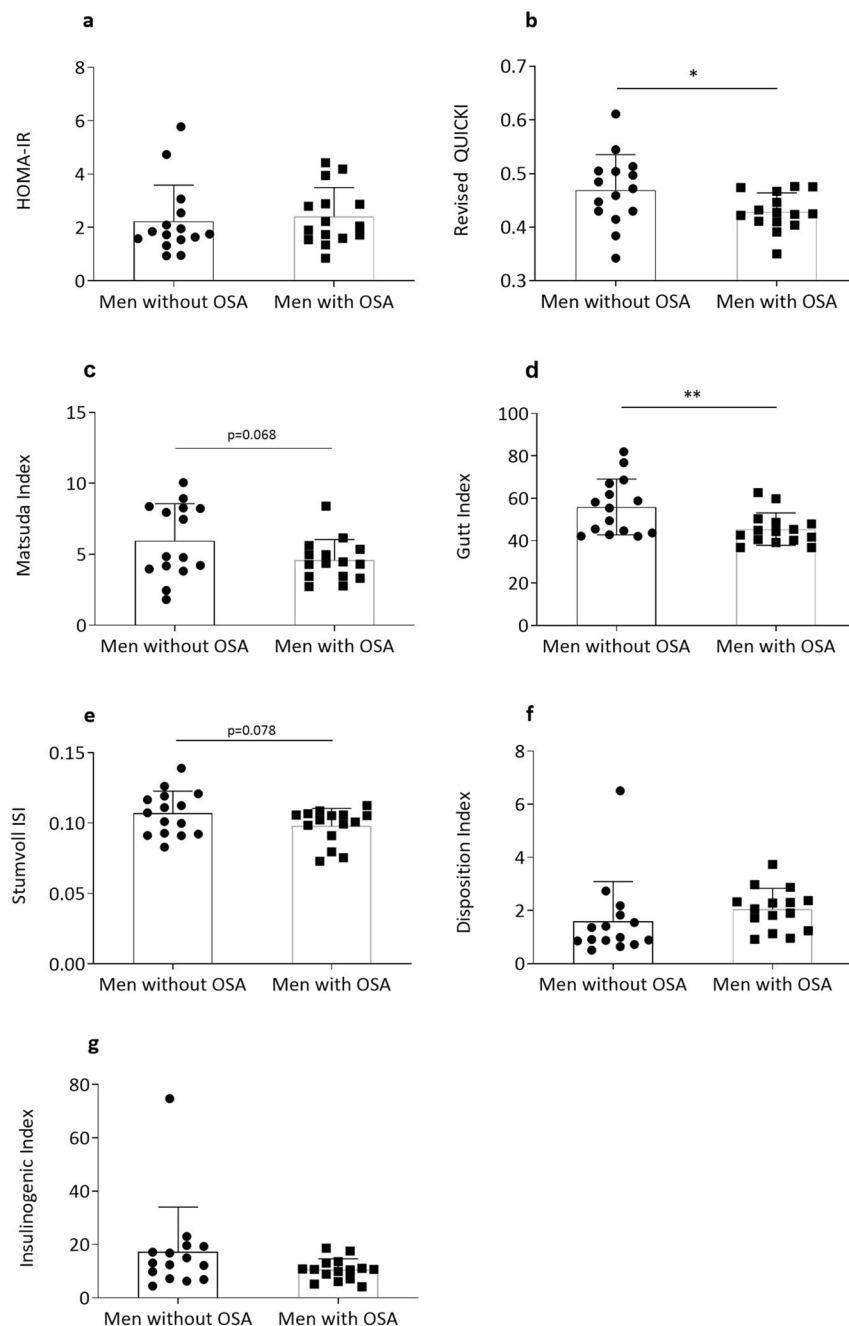 a
HOMA-IR
8
6
4
2
0
Men without OSA Men with OSA
b
Revised QUICKI
0.7
0.6
0.5
0.4
0.3
*
Men without OSA Men with OSA
c
Matsuda Index
15
10
5
0
p=0.068
Men without OSA Men with OSA
d
Gutt Index
100
80
60
40
20
0
**
Men without OSA Men with OSA
e
Stumvoll ISI
0.15
0.10
0.05
0.00
p=0.078
Men without OSA Men with OSA
f
Disposition Index
8
6
4
2
0
Men without OSA Men with OSA
g
Insulinogenic Index
80
60
40
20
0
Men without OSA Men with OSA